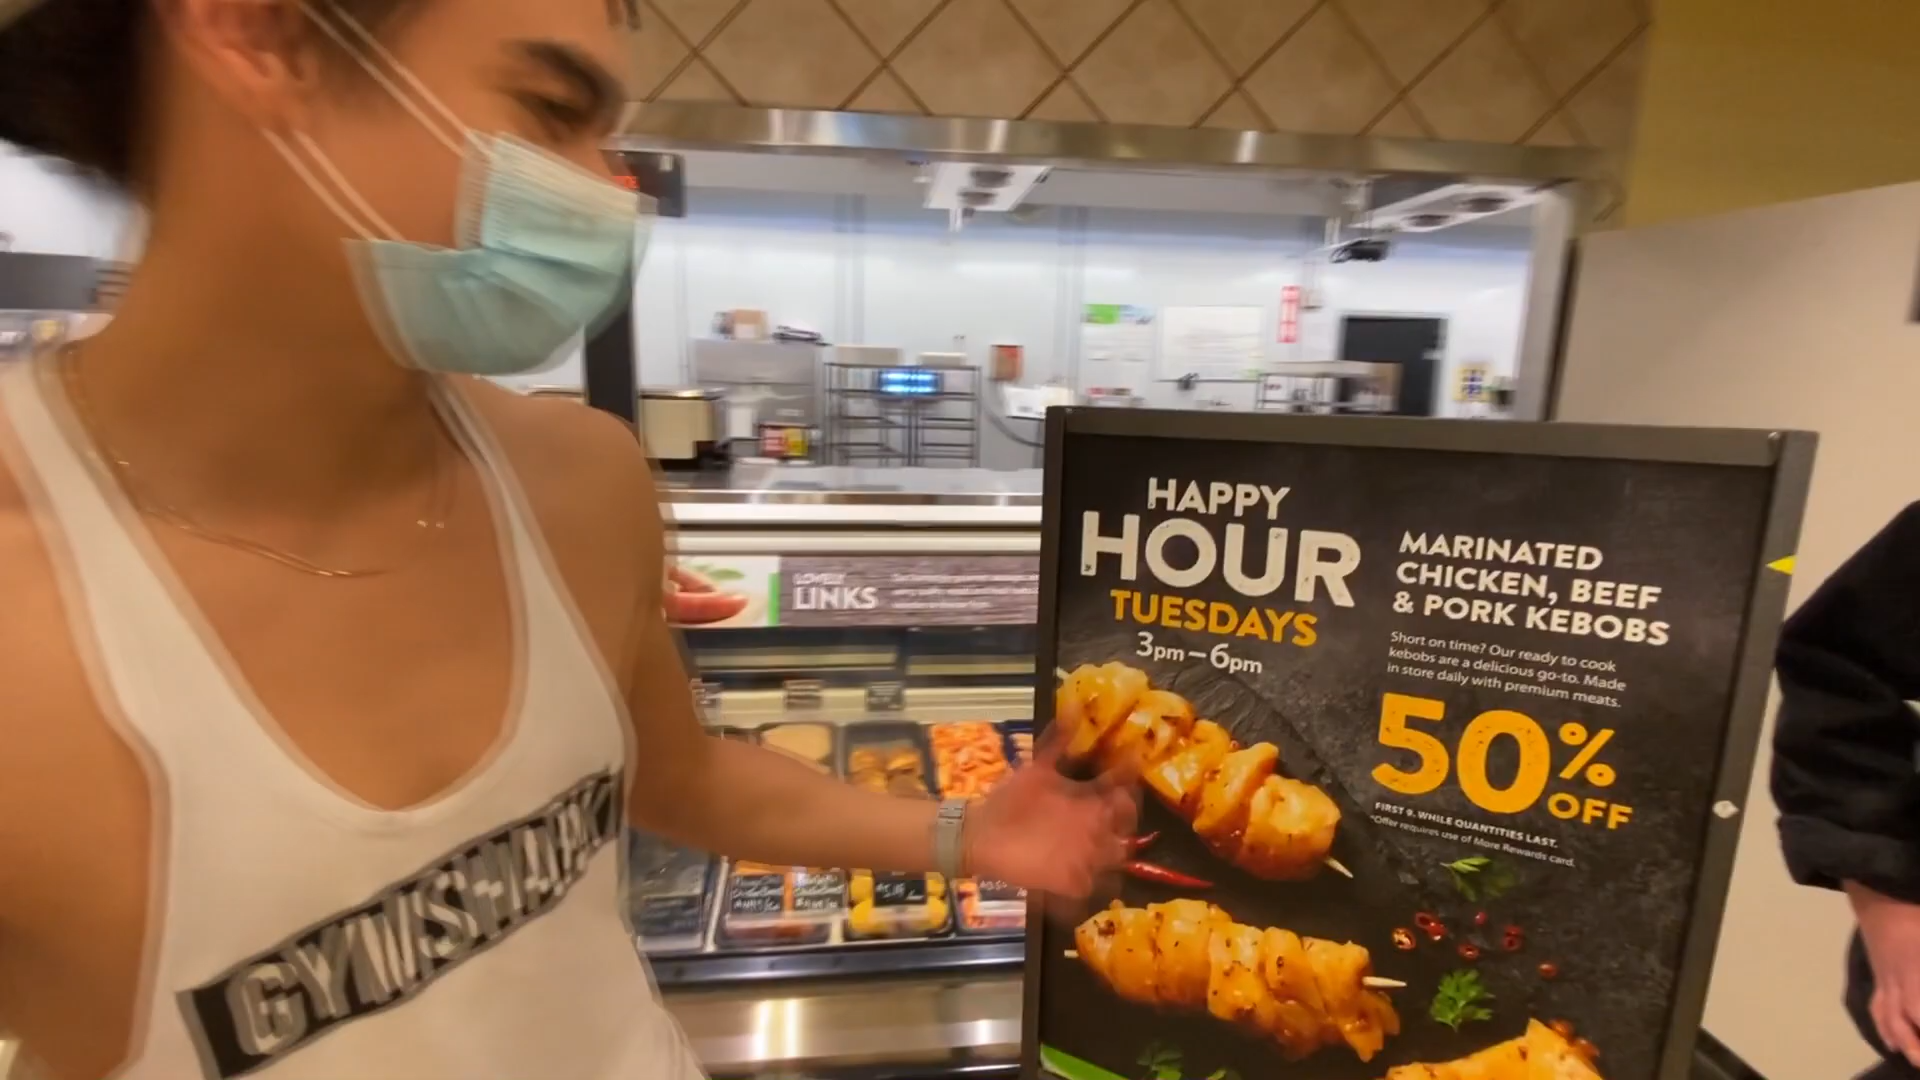 HAPPY
HOUR
TUESDAYS
3pm – 6pm
MARINATED
CHICKEN, BEEF
& PORK KEBOBS
Short on time? Our ready to cook
kebobs are a delicious go-to. Made
in store daily with premium meats.
50% OFF
FIRST 9. WHILE QUANTITIES LAST.
*Offer requires use of More Rewards card.
LINKS
GYMSHARK